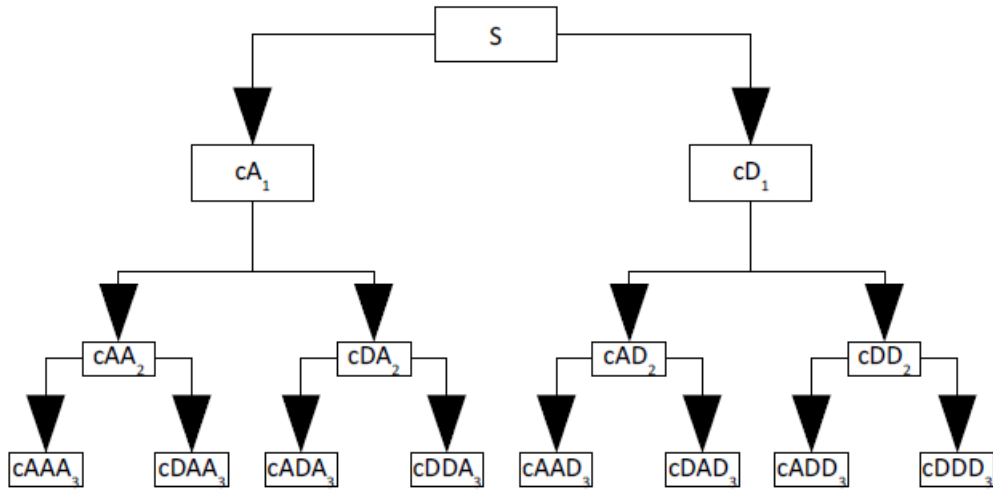 S
cA₁
cD₁
cAA₂
cDA₂
cAD₂
cDD₂
cAAA₃
cDAA₃
cADA₃
cDDA₃
cAAD₃
cDAD₃
cADD₃
cDDD₃